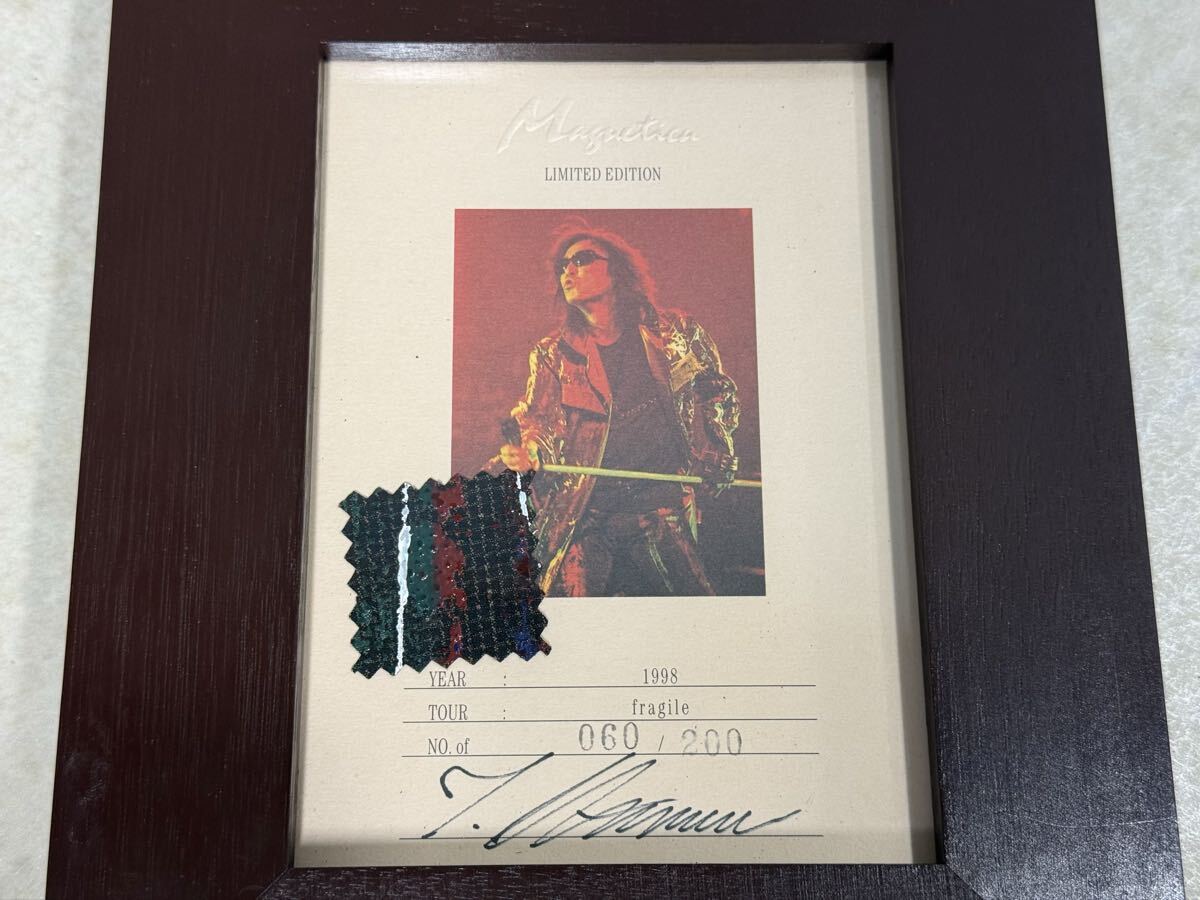 Magnetica
LIMITED EDITION
YEAR : 1998
TOUR : fragile
NO. of 060 / 200